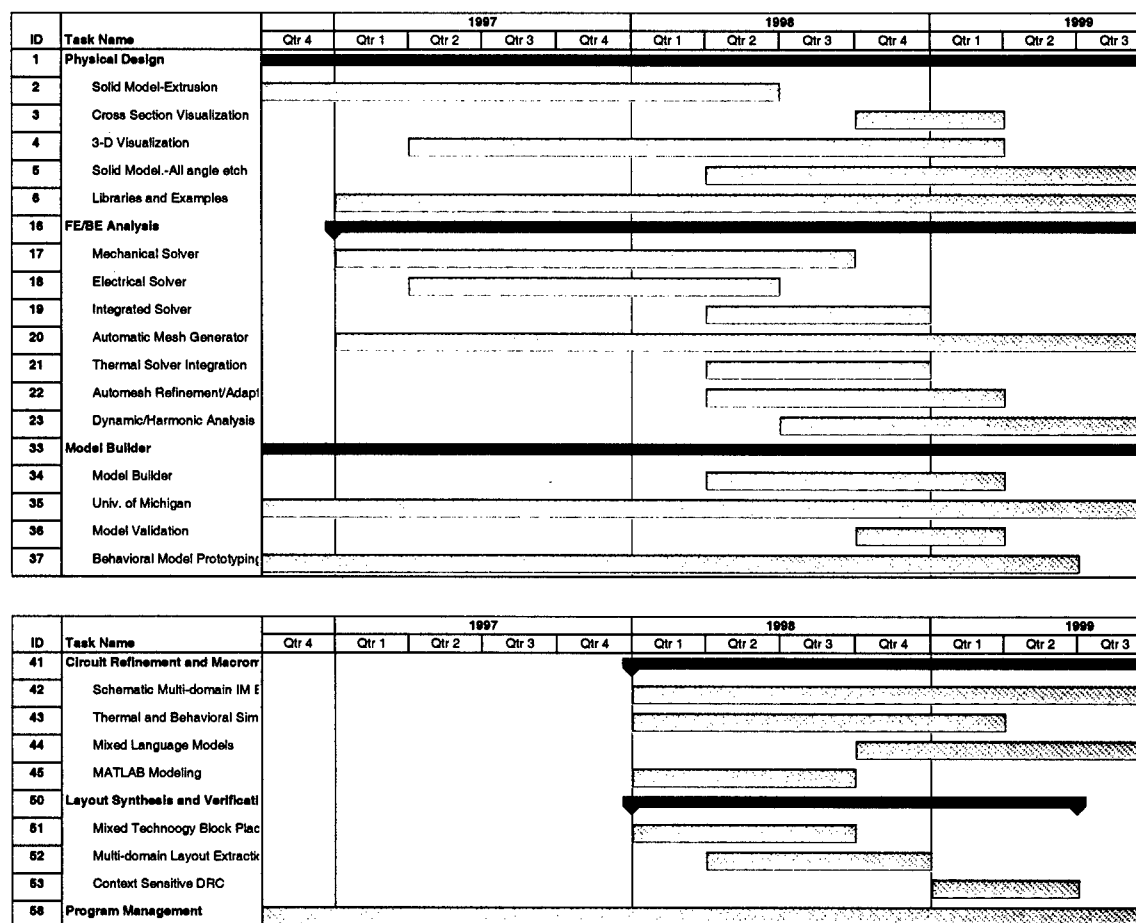 1997 1998 1999
ID Task Name Qtr 4 Qtr 1 Qtr 2 Qtr 3 Qtr 4 Qtr 1 Qtr 2 Qtr 3 Qtr 4 Qtr 1 Qtr 2 Qtr 3
1 Physical Design
2 Solid Model-Extrusion
3 Cross Section Visualization
4 3-D Visualization
5 Solid Model.-All angle etch
6 Libraries and Examples
16 FE/BE Analysis
17 Mechanical Solver
18 Electrical Solver
19 Integrated Solver
20 Automatic Mesh Generator
21 Thermal Solver Integration
22 Automesh Refinement/Adapt
23 Dynamic/Harmonic Analysis
33 Model Builder
34 Model Builder
35 Univ. of Michigan
36 Model Validation
37 Behavioral Model Prototyping
1997 1998 1999
ID Task Name Qtr 4 Qtr 1 Qtr 2 Qtr 3 Qtr 4 Qtr 1 Qtr 2 Qtr 3 Qtr 4 Qtr 1 Qtr 2 Qtr 3
41 Circuit Refinement and Macrom
42 Schematic Multi-domain IM E
43 Thermal and Behavioral Sim
44 Mixed Language Models
45 MATLAB Modeling
50 Layout Synthesis and Verificati
51 Mixed Technoogy Block Plac
52 Multi-domain Layout Extractic
53 Context Sensitive DRC
58 Program Management